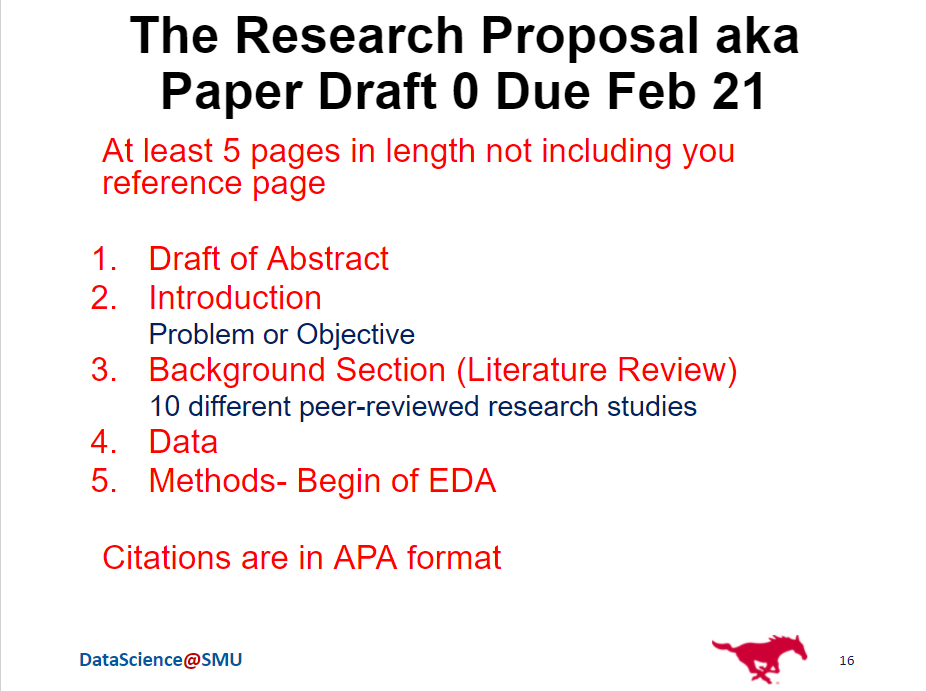 The Research Proposal aka
Paper Draft 0 Due Feb 21
At least 5 pages in length not including you
reference page
1. Draft of Abstract
2. Introduction
Problem or Objective
3. Background Section (Literature Review)
10 different peer-reviewed research studies
4. Data
5. Methods- Begin of EDA
Citations are in APA format
DataScience@SMU
16